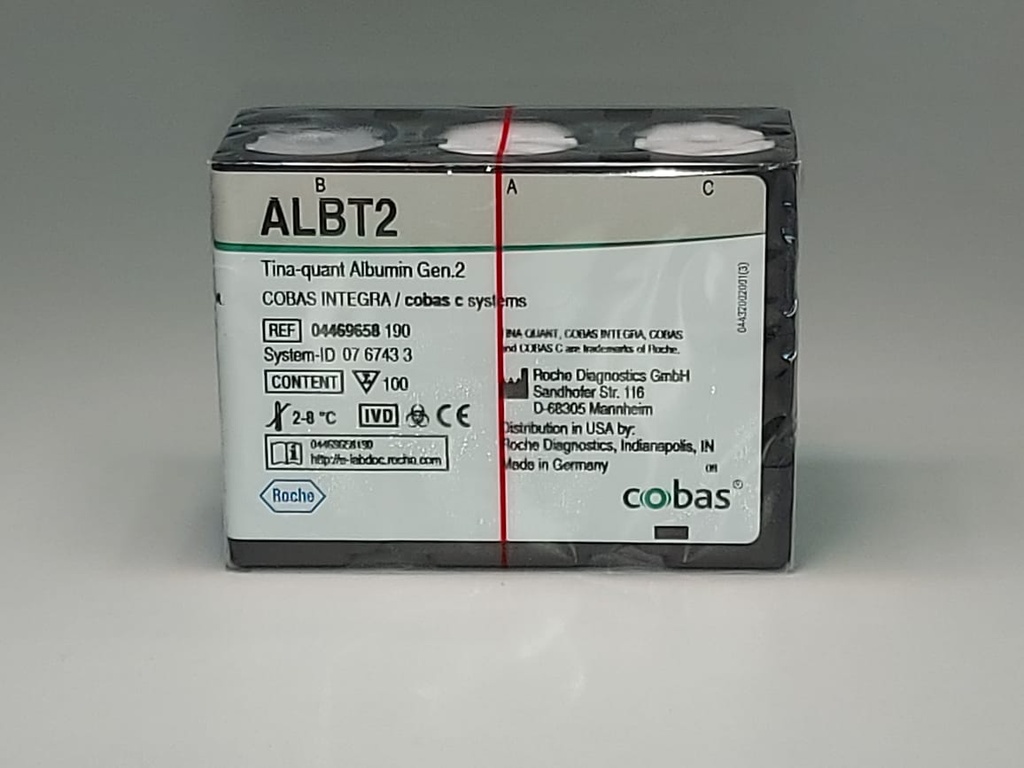 B A C
ALBT2
Tina-quant Albumin Gen.2
COBAS INTEGRA / cobas c systems
REF 04469658 190
System-ID 07 6743 3
CONTENT 100
2-8 °C IVD CE
04469658190
http://e-labdoc.roche.com
Roche
INA QUANT, COBAS INTEGRA, COBAS
and COBAS C are trademarks of Roche.
Roche Diagnostics GmbH
Sandhofer Str. 116
D-68305 Mannheim
Distribution in USA by:
Roche Diagnostics, Indianapolis, IN
Made in Germany
cobas®
04432002001(3)